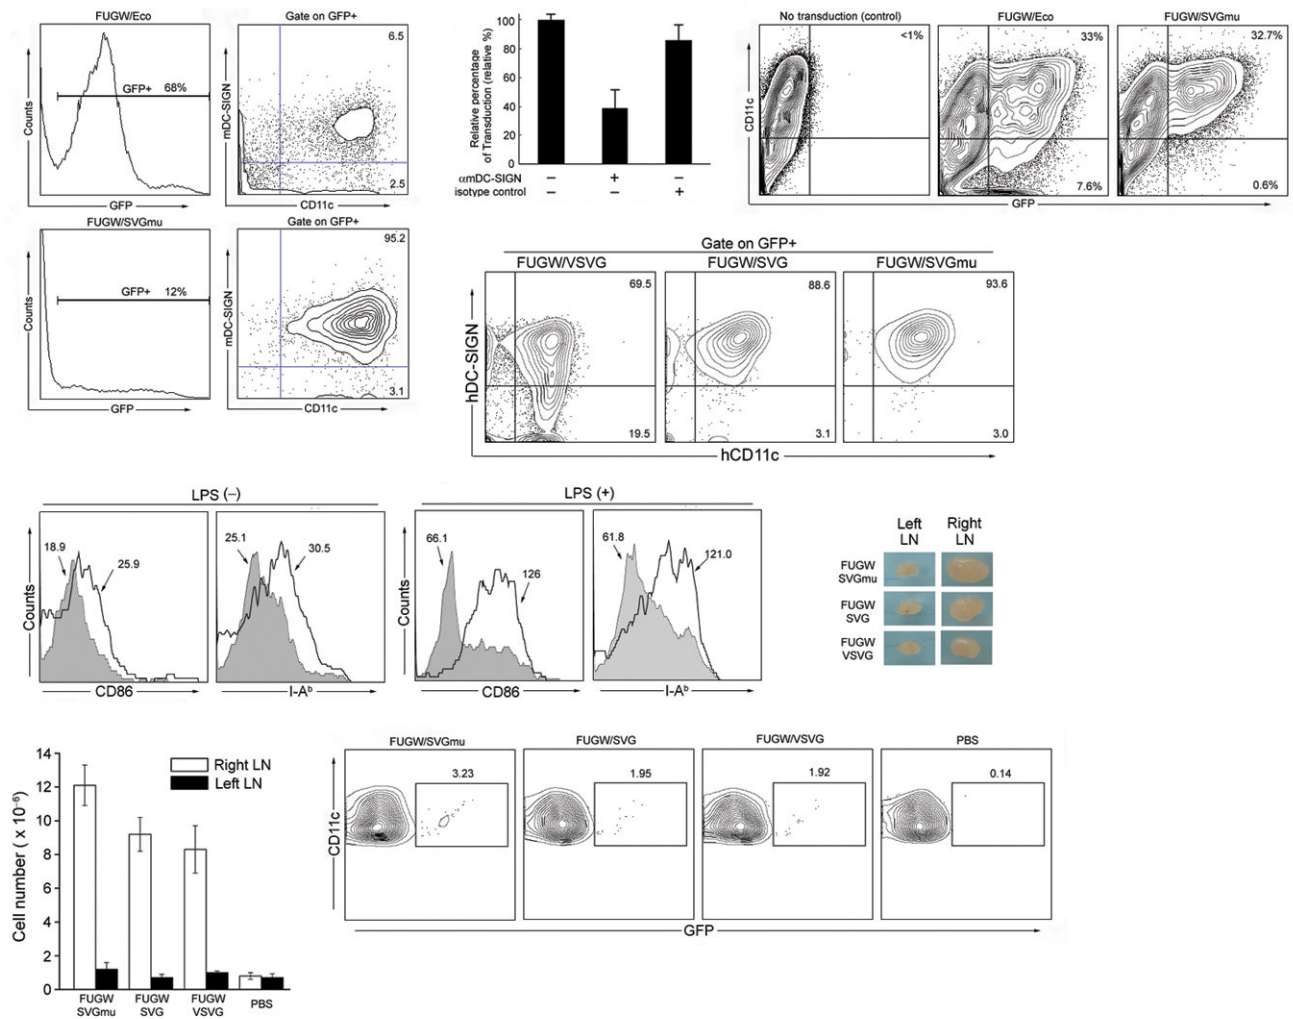 FUGW/Eco
Counts
GFP+ 68%
GFP
Gate on GFP+
mDC-SIGN
6.5
2.5
CD11c
FUGW/SVGmu
Counts
GFP+ 12%
GFP
Gate on GFP+
mDC-SIGN
95.2
3.1
CD11c
Relative percentage
of Transduction (relative %)
100
80
60
40
20
0
αmDC-SIGN − + −
isotype control − − +
No transduction (control)
FUGW/Eco
FUGW/SVGmu
CD11c
<1%
33%
32.7%
7.6%
0.6%
GFP
Gate on GFP+
FUGW/VSVG
FUGW/SVG
FUGW/SVGmu
hDC-SIGN
69.5
88.6
93.6
19.5
3.1
3.0
hCD11c
LPS (−)
Counts
18.9
25.9
CD86
25.1
30.5
I-Aᵇ
LPS (+)
Counts
66.1
126
CD86
61.8
121.0
I-Aᵇ
Left
LN
Right
LN
FUGW
SVGmu
FUGW
SVG
FUGW
VSVG
Cell number ( x 10⁻⁶)
14
12
10
8
6
4
2
0
Right LN
Left LN
FUGW
SVGmu
FUGW
SVG
FUGW
VSVG
PBS
FUGW/SVGmu
FUGW/SVG
FUGW/VSVG
PBS
CD11c
3.23
1.95
1.92
0.14
GFP